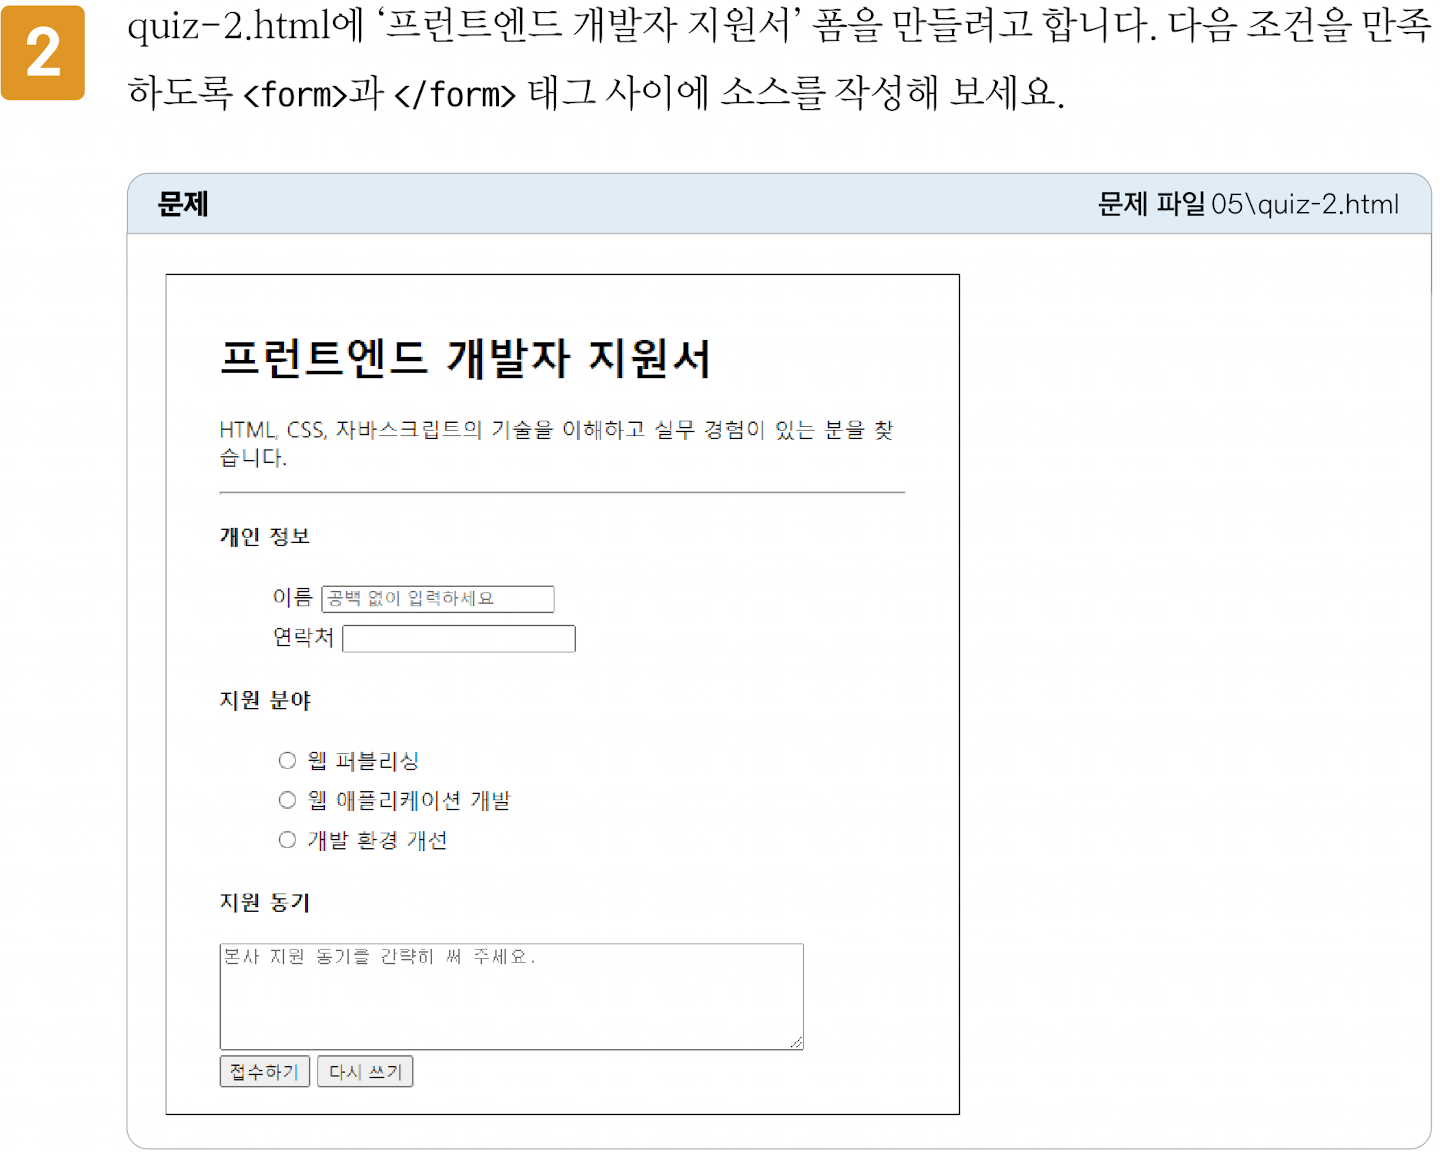 2
quiz-2.html에 ‘프런트엔드 개발자 지원서’ 폼을 만들려고 합니다. 다음 조건을 만족
하도록 <form>과 </form> 태그 사이에 소스를 작성해 보세요.
문제 문제 파일 05\quiz-2.html
프런트엔드 개발자 지원서
HTML, CSS, 자바스크립트의 기술을 이해하고 실무 경험이 있는 분을 찾
습니다.
개인 정보
이름 공백 없이 입력하세요
연락처
지원 분야
웹 퍼블리싱
웹 애플리케이션 개발
개발 환경 개선
지원 동기
본사 지원 동기를 간략히 써 주세요.
접수하기 다시 쓰기